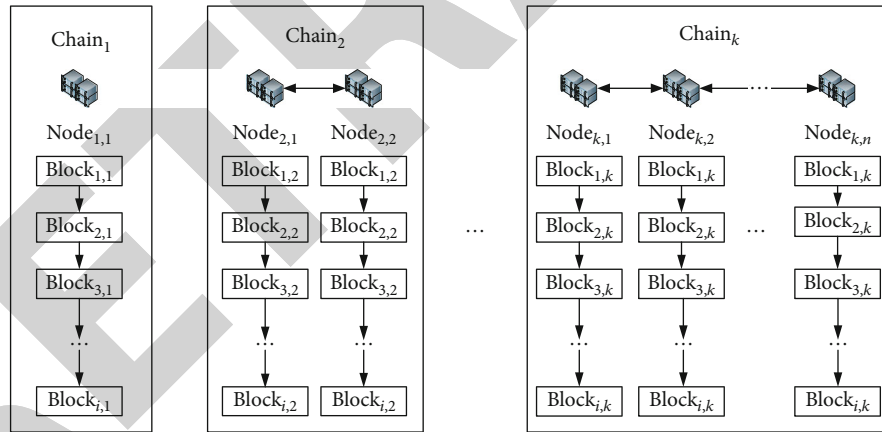 Chain₁ Chain₂ Chainₖ
...
Node₁,₁ Node₂,₁ Node₂,₂ Nodeₖ,₁ Nodeₖ,₂ Nodeₖ,ₙ
Block₁,₁ Block₁,₂ Block₁,₂ Block₁,ₖ Block₁,ₖ Block₁,ₖ
Block₂,₁ Block₂,₂ Block₂,₂ ... Block₂,ₖ Block₂,ₖ ... Block₂,ₖ
Block₃,₁ Block₃,₂ Block₃,₂ Block₃,ₖ Block₃,ₖ Block₃,ₖ
... ... ... ... ... ...
Blockᵢ,₁ Blockᵢ,₂ Blockᵢ,₂ Blockᵢ,ₖ Blockᵢ,ₖ Blockᵢ,ₖ